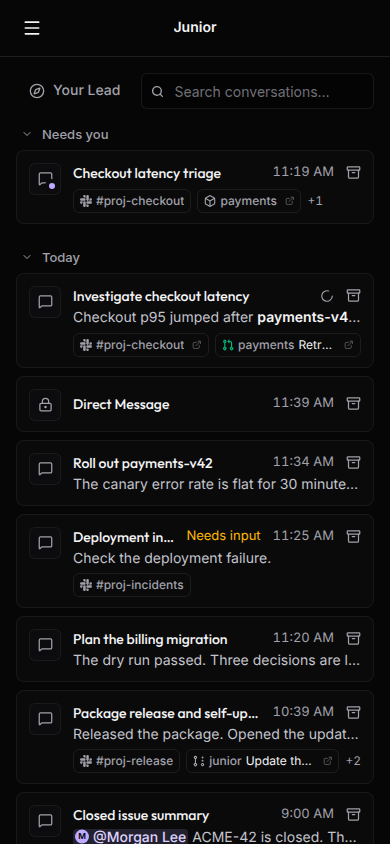 Junior
Your Lead
Search conversations...
Needs you
Checkout latency triage 11:19 AM
#proj-checkout payments +1
Today
Investigate checkout latency
Checkout p95 jumped after payments-v4...
#proj-checkout payments Retr...
Direct Message 11:39 AM
Roll out payments-v42 11:34 AM
The canary error rate is flat for 30 minute...
Deployment in... Needs input 11:25 AM
Check the deployment failure.
#proj-incidents
Plan the billing migration 11:20 AM
The dry run passed. Three decisions are l...
Package release and self-up... 10:39 AM
Released the package. Opened the updat...
#proj-release junior Update th... +2
Closed issue summary 9:00 AM
M @Morgan Lee ACME-42 is closed. Th...